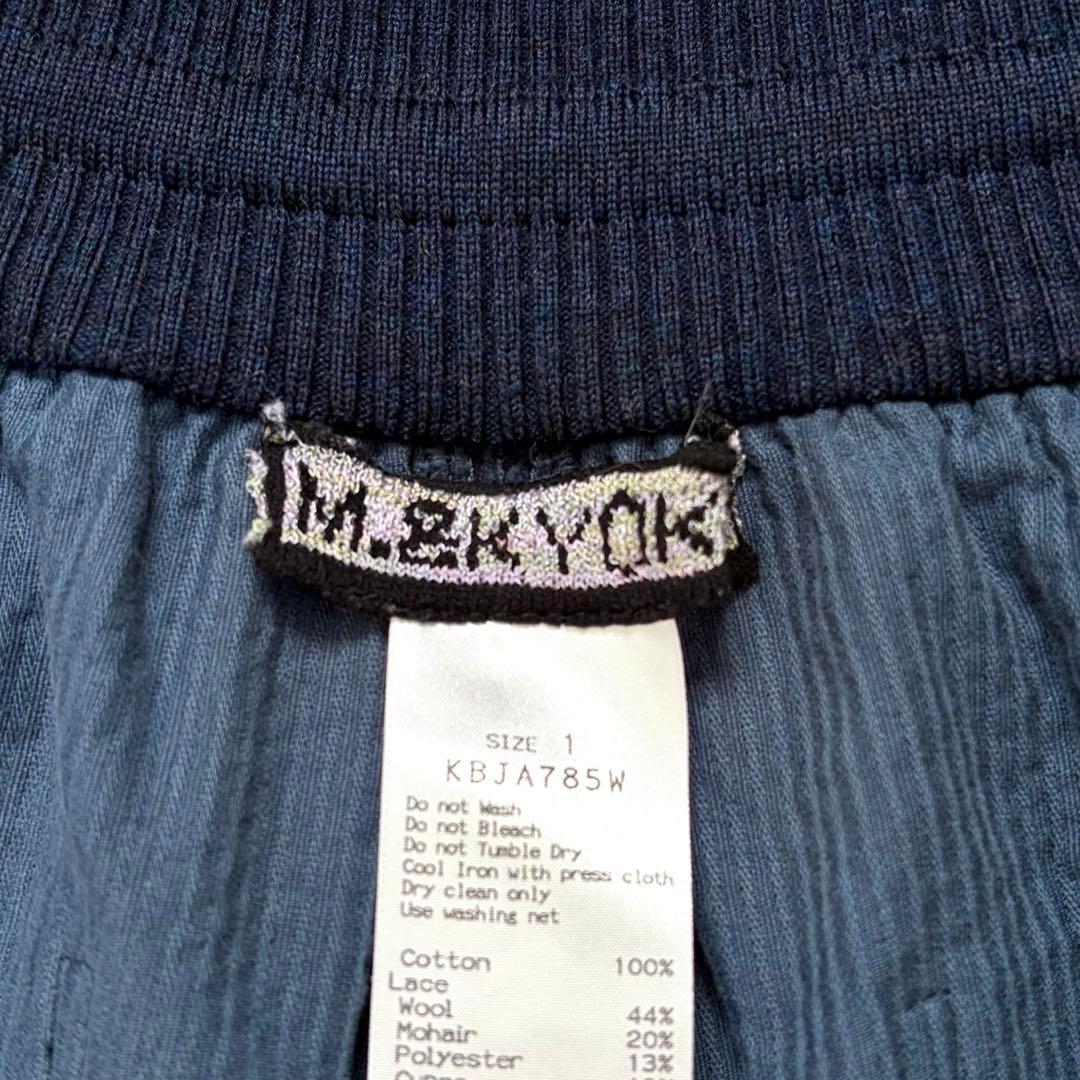 M.&KYOK
SIZE 1
KBJA785W
Do not Wash
Do not Bleach
Do not Tumble Dry
Cool Iron with press cloth
Dry clean only
Use washing net
Cotton 100%
Lace
Wool 44%
Mohair 20%
Polyester 13%